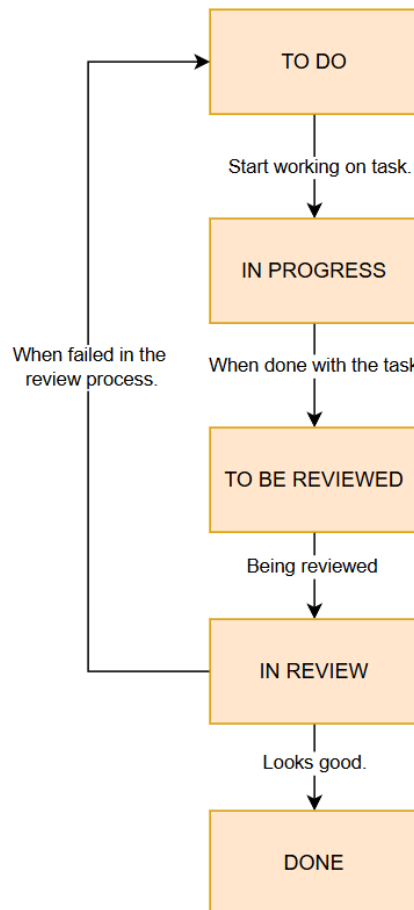 TO DO
Start working on task.
IN PROGRESS
When failed in the
review process.
When done with the task
TO BE REVIEWED
Being reviewed
IN REVIEW
Looks good.
DONE